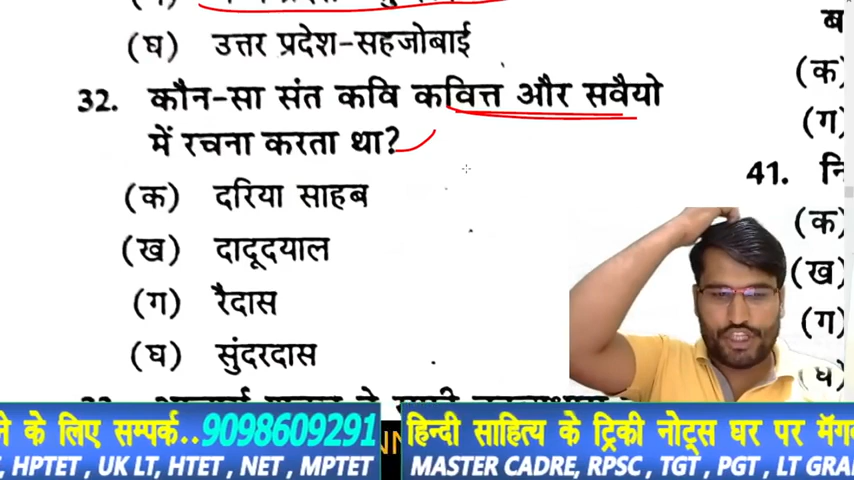 (घ) उत्तर प्रदेश-सहजोबाई
32. कौन-सा संत कवि कवित्त और सवैयो
में रचना करता था?
(क) दरिया साहब
(ख) दादूदयाल
(ग) रैदास
(घ) सुंदरदास
41.
(क)
(ख)
(ग)
(घ)
के लिए सम्पर्क..9098609291
हिन्दी साहित्य के ट्रिकी नोट्स घर पर
, HPTET, UK LT, HTET , NET , MPTET
MASTER CADRE, RPSC , TGT , PGT , LT GRA